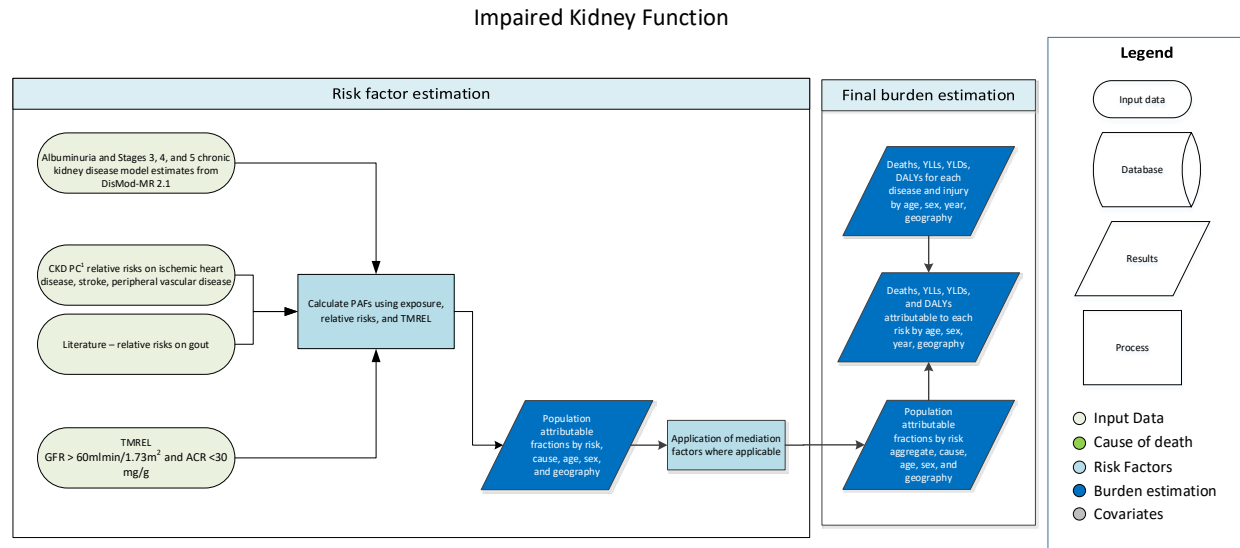 Impaired Kidney Function
Risk factor estimation
Albuminuria and Stages 3, 4, and 5 chronic
kidney disease model estimates from
DisMod-MR 2.1
CKD PC¹ relative risks on ischemic heart
disease, stroke, peripheral vascular disease
Literature – relative risks on gout
TMREL
GFR > 60mlmin/1.73m² and ACR <30
mg/g
Calculate PAFs using exposure,
relative risks, and TMREL
Population
attributable
fractions by risk,
cause, age, sex,
and geography
Application of mediation
factors where applicable
Final burden estimation
Deaths, YLLs, YLDs,
DALYs for each
disease and injury
by age, sex, year,
geography
Deaths, YLLs, YLDs,
and DALYs
attributable to each
risk by age, sex,
year, geography
Population
attributable
fractions by risk
aggregate, cause,
age, sex, and
geography
Legend
Input data
Database
Results
Process
Input Data
Cause of death
Risk Factors
Burden estimation
Covariates